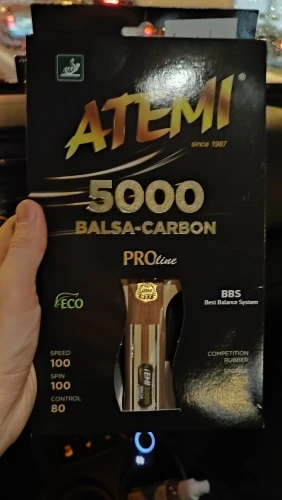 ATEMI®
since 1987
5000
BALSA-CARBON
PROline
ECO
BBS
Best Balance System
SPEED
100
SPIN
100
CONTROL
80
COMPETITION
RUBBER
ATEMI